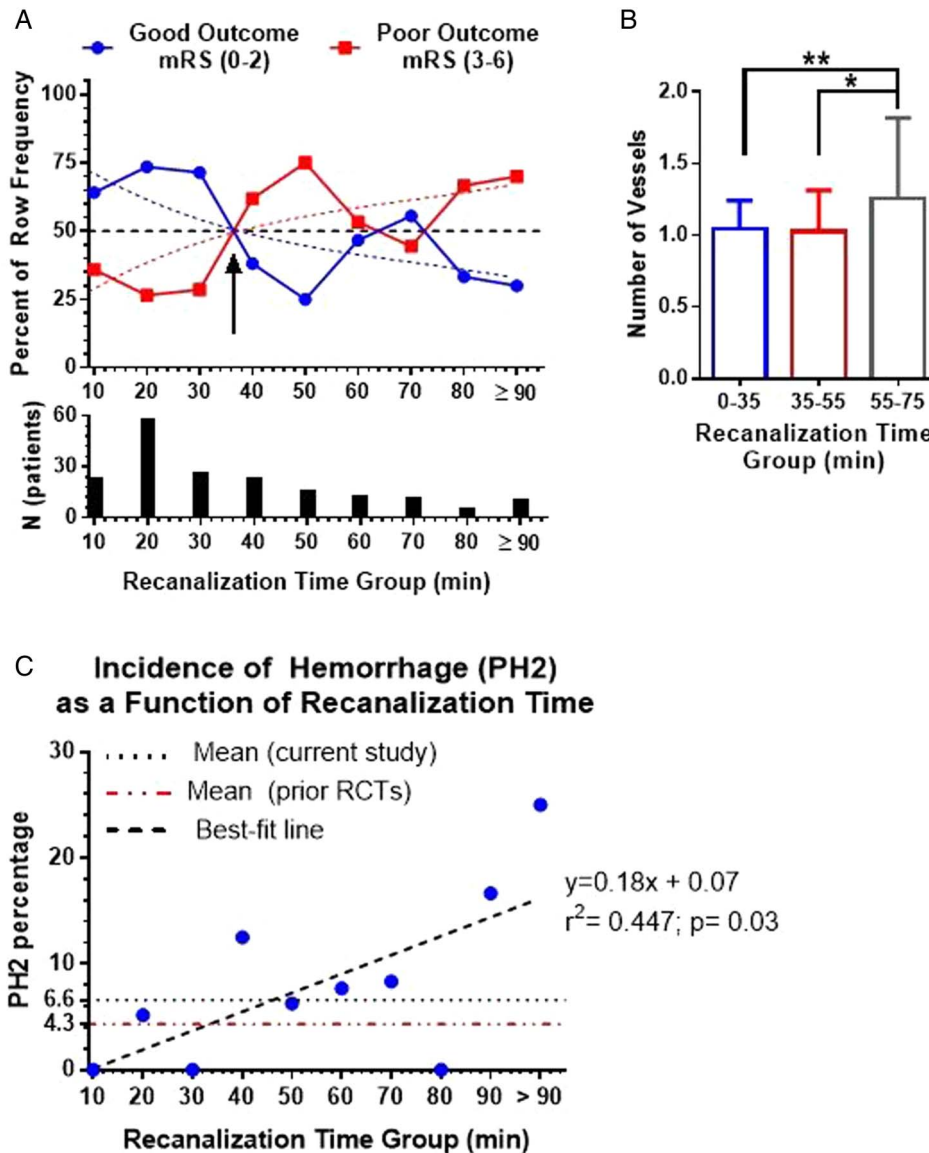 A
Good Outcome
mRS (0-2)
Poor Outcome
mRS (3-6)
Percent of Row Frequency
100
75
50
25
0
10 20 30 40 50 60 70 80 ≥ 90
N (patients)
60
30
0
10 20 30 40 50 60 70 80 ≥ 90
Recanalization Time Group (min)
B
**
*
Number of Vessels
2.0
1.5
1.0
0.5
0.0
0-35 35-55 55-75
Recanalization Time
Group (min)
C
Incidence of Hemorrhage (PH2)
as a Function of Recanalization Time
Mean (current study)
Mean (prior RCTs)
Best-fit line
PH2 percentage
30
20
10
6.6
4.3
0
y=0.18x + 0.07
r²= 0.447; p= 0.03
10 20 30 40 50 60 70 80 90 > 90
Recanalization Time Group (min)